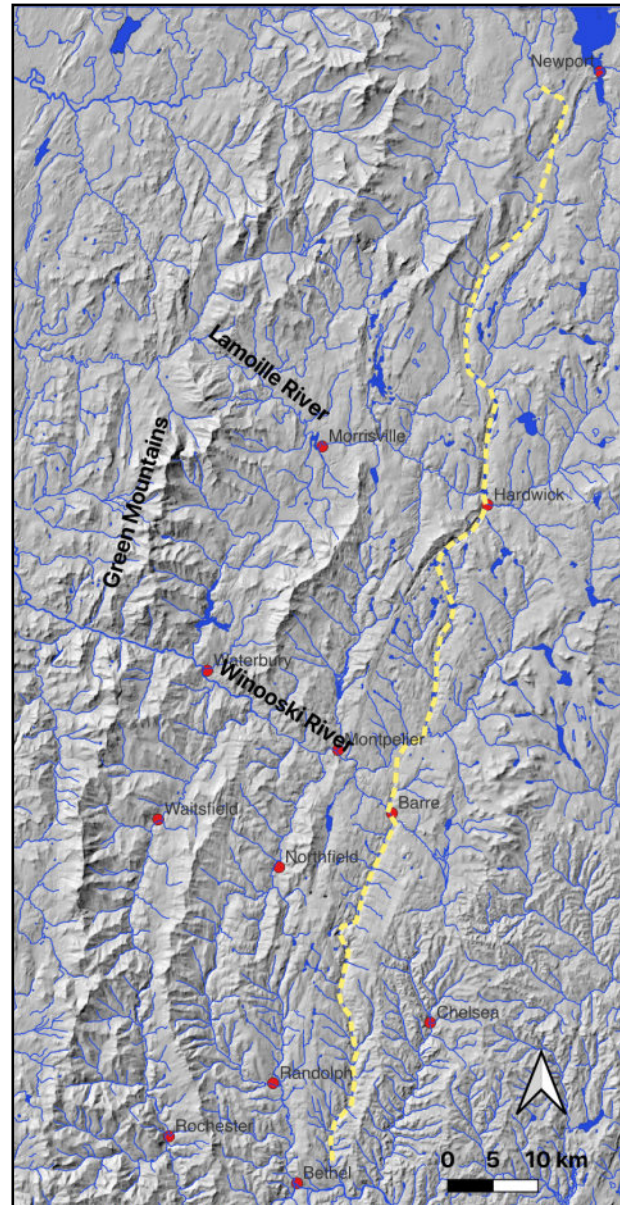 Newport
Lamoille River
Morrisville
Green Mountains
Hardwick
Waterbury
Winooski River
Montpelier
Barre
Waitsfield
Northfield
Chelsea
Randolph
Rochester
Bethel
0 5 10 km